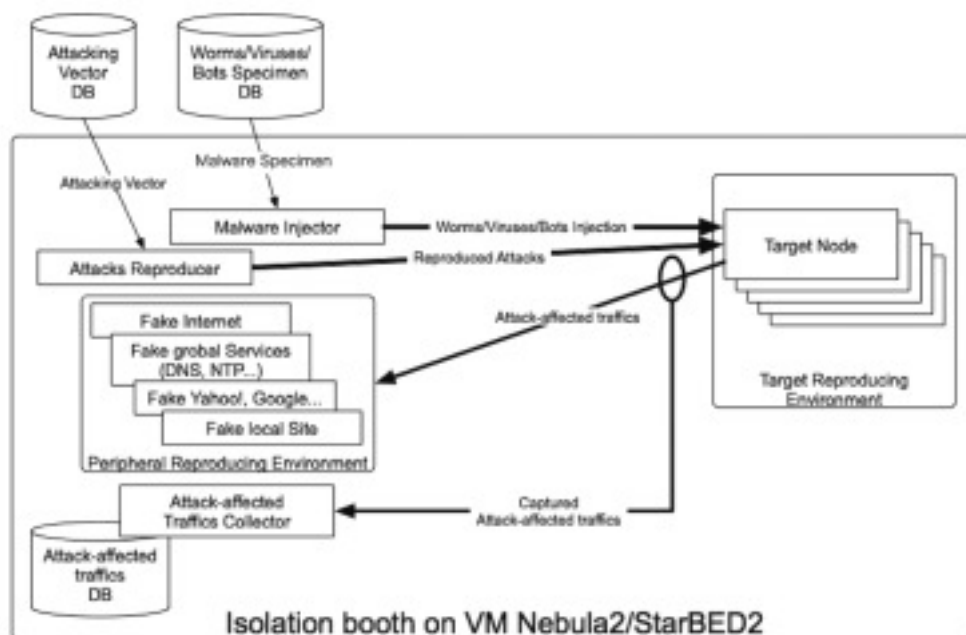 Attacking
Vector
DB
Worms/Viruses/
Bots Specimen
DB
Malware Specimen
Attacking Vector
Malware Injector
Worms/Viruses/Bots Injection
Target Node
Attacks Reproducer
Reproduced Attacks
Attack-affected traffics
Fake Internet
Fake grobal Services
(DNS, NTP...)
Fake Yahoo!, Google...
Fake local Site
Peripheral Reproducing Environment
Target Reproducing
Environment
Attack-affected
Traffics Collector
Captured
Attack-affected traffics
Attack-affected
traffics
DB
Isolation booth on VM Nebula2/StarBED2